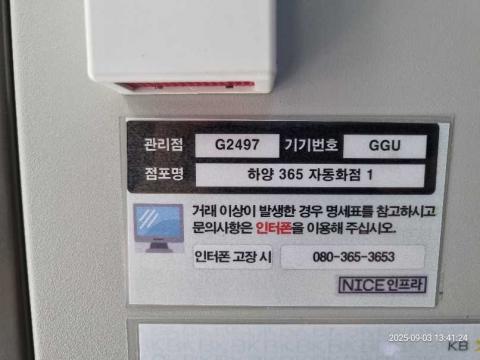 관리점 G2497 기기번호 GGU
점포명 하양 365 자동화점 1
거래 이상이 발생한 경우 명세표를 참고하시고
문의사항은 인터폰을 이용해 주십시오.
인터폰 고장 시 080-365-3653
NICE인프라
2025-09-03 13:41:24
KB